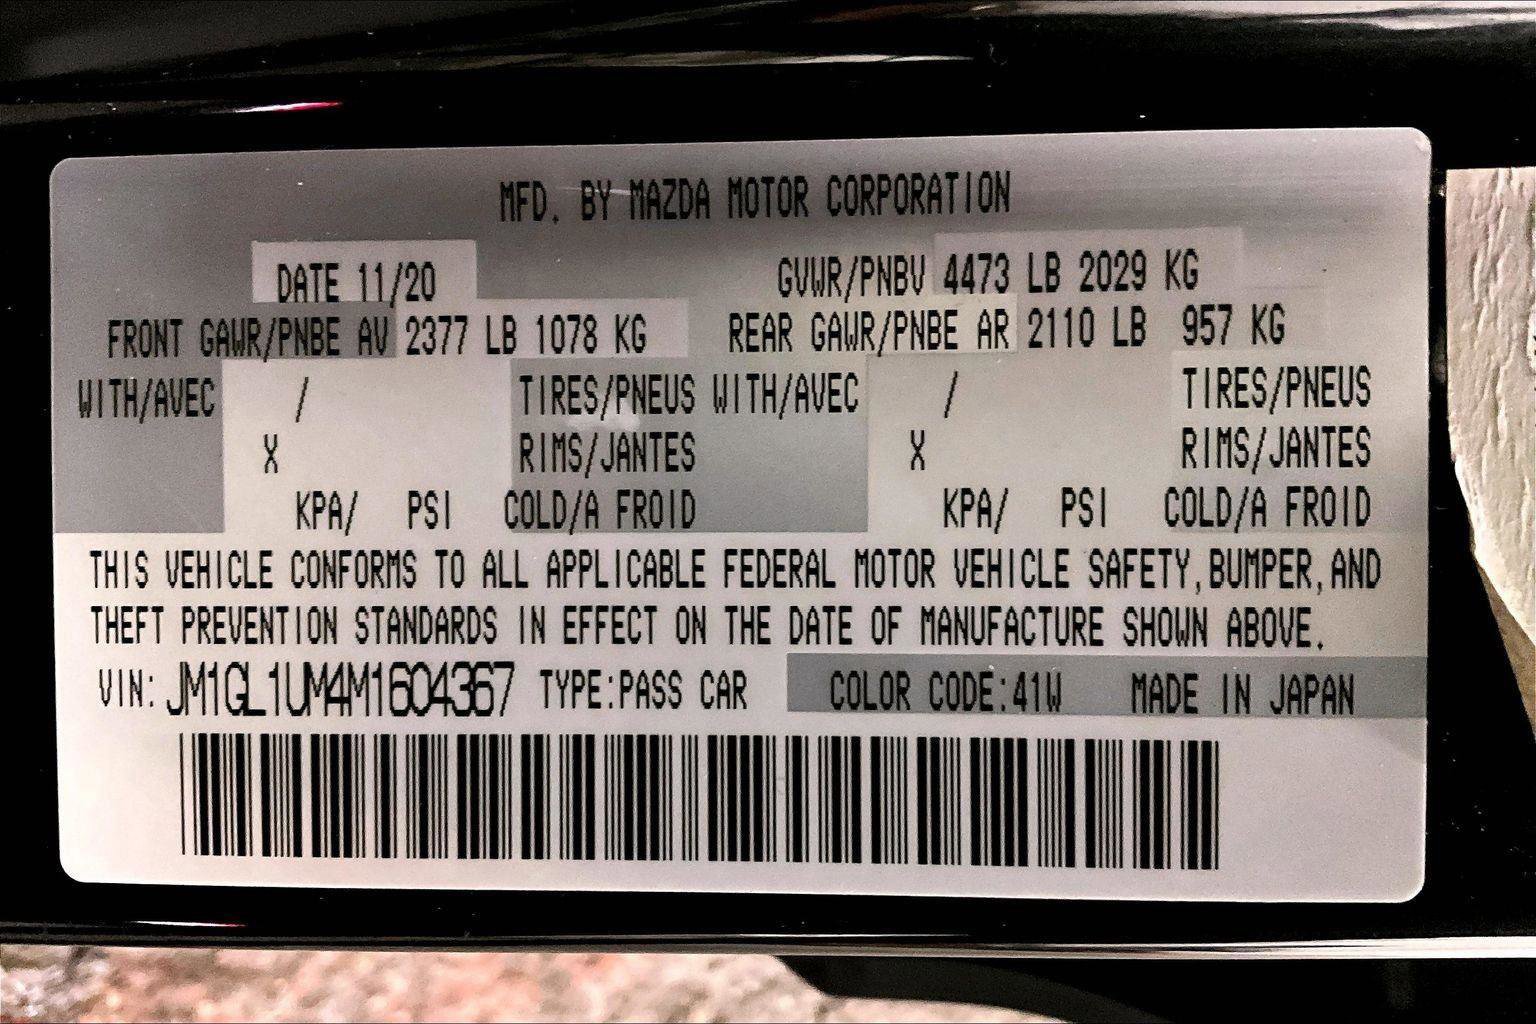 MFD. BY MAZDA MOTOR CORPORATION
DATE 11/20 GVWR/PNBV 4473 LB 2029 KG
FRONT GAWR/PNBE AV 2377 LB 1078 KG REAR GAWR/PNBE AR 2110 LB 957 KG
WITH/AVEC / TIRES/PNEUS WITH/AVEC / TIRES/PNEUS
X RIMS/JANTES X RIMS/JANTES
KPA/ PSI COLD/A FROID KPA/ PSI COLD/A FROID
THIS VEHICLE CONFORMS TO ALL APPLICABLE FEDERAL MOTOR VEHICLE SAFETY,BUMPER,AND
THEFT PREVENTION STANDARDS IN EFFECT ON THE DATE OF MANUFACTURE SHOWN ABOVE.
VIN: JM1GL1UM4M1604367 TYPE:PASS CAR COLOR CODE:41W MADE IN JAPAN